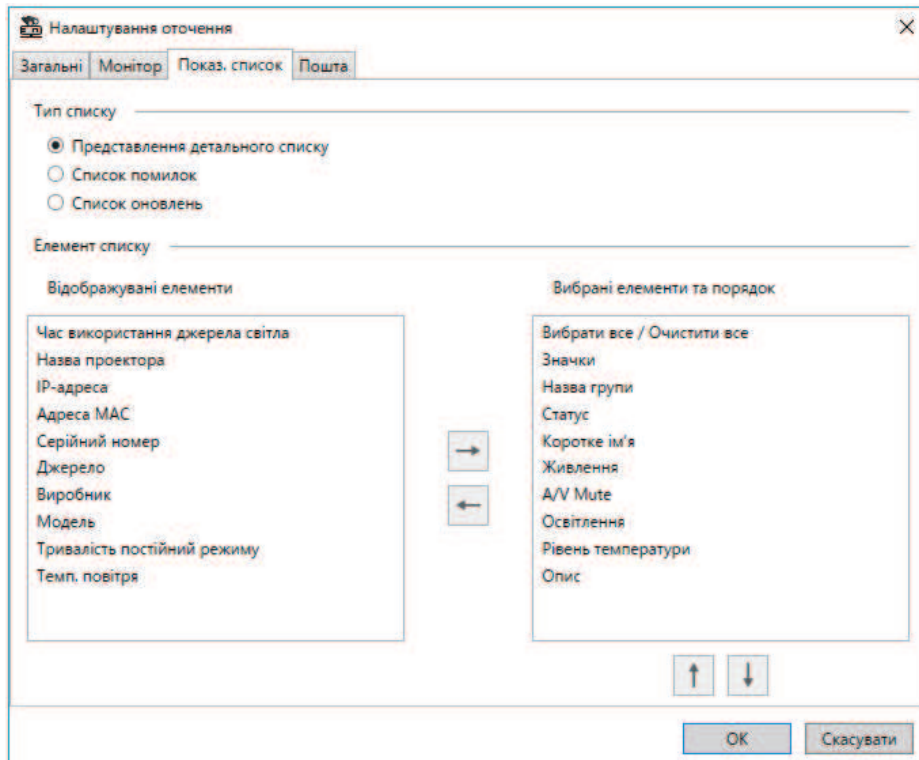 Налаштування оточення
Загальні Монітор Показ. список Пошта
Тип списку
Представлення детального списку
Список помилок
Список оновлень
Елемент списку
Відображувані елементи
Вибрані елементи та порядок
Час використання джерела світла
Назва проектора
IP-адреса
Адреса MAC
Серійний номер
Джерело
Виробник
Модель
Тривалість постійний режиму
Темп. повітря
Вибрати все / Очистити все
Значки
Назва групи
Статус
Коротке ім'я
Живлення
A/V Mute
Освітлення
Рівень температури
Опис
OK Скасувати